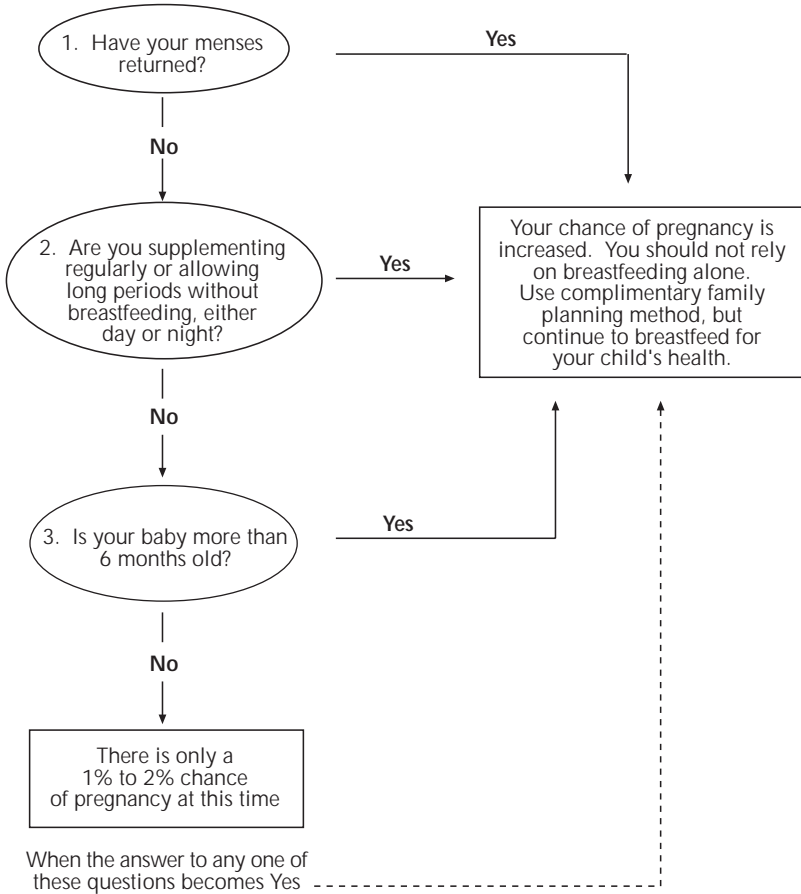 1. Have your menses
returned?
Yes
No
2. Are you supplementing
regularly or allowing
long periods without
breastfeeding, either
day or night?
Yes
Your chance of pregnancy is
increased. You should not rely
on breastfeeding alone.
Use complimentary family
planning method, but
continue to breastfeed for
your child's health.
No
3. Is your baby more than
6 months old?
Yes
No
There is only a
1% to 2% chance
of pregnancy at this time
When the answer to any one of
these questions becomes Yes